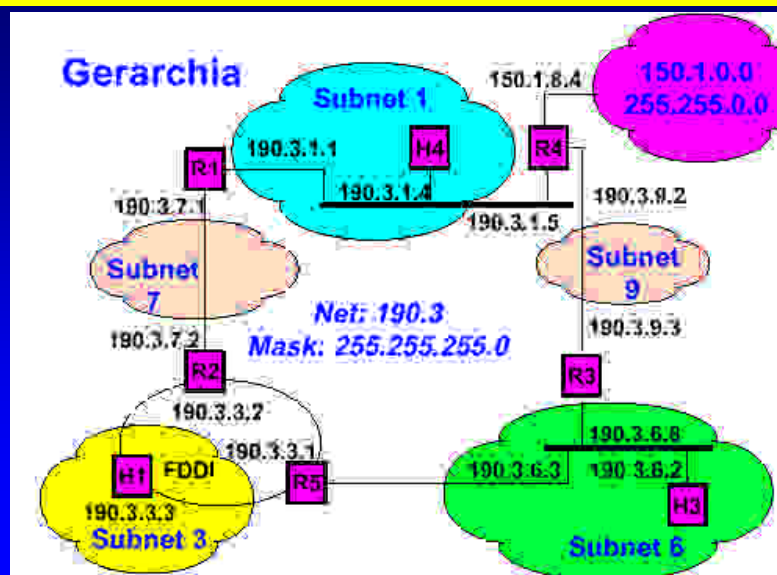 Gerarchia
150.1.8.4
150.1.0.0
255.255.0.0
Subnet 1
190.3.1.1
H4
R4
R1
190.3.1.4
190.3.7.1
190.3.1.5
190.3.9.2
Subnet
7
Subnet
9
Net: 190.3
Mask: 255.255.255.0
190.3.7.2
190.3.9.3
R2
R3
190.3.3.2
190.3.3.1
190.3.6.8
H1
FDDI
R5
190.3.6.3
190.3.6.2
190.3.3.3
H3
Subnet 3
Subnet 6